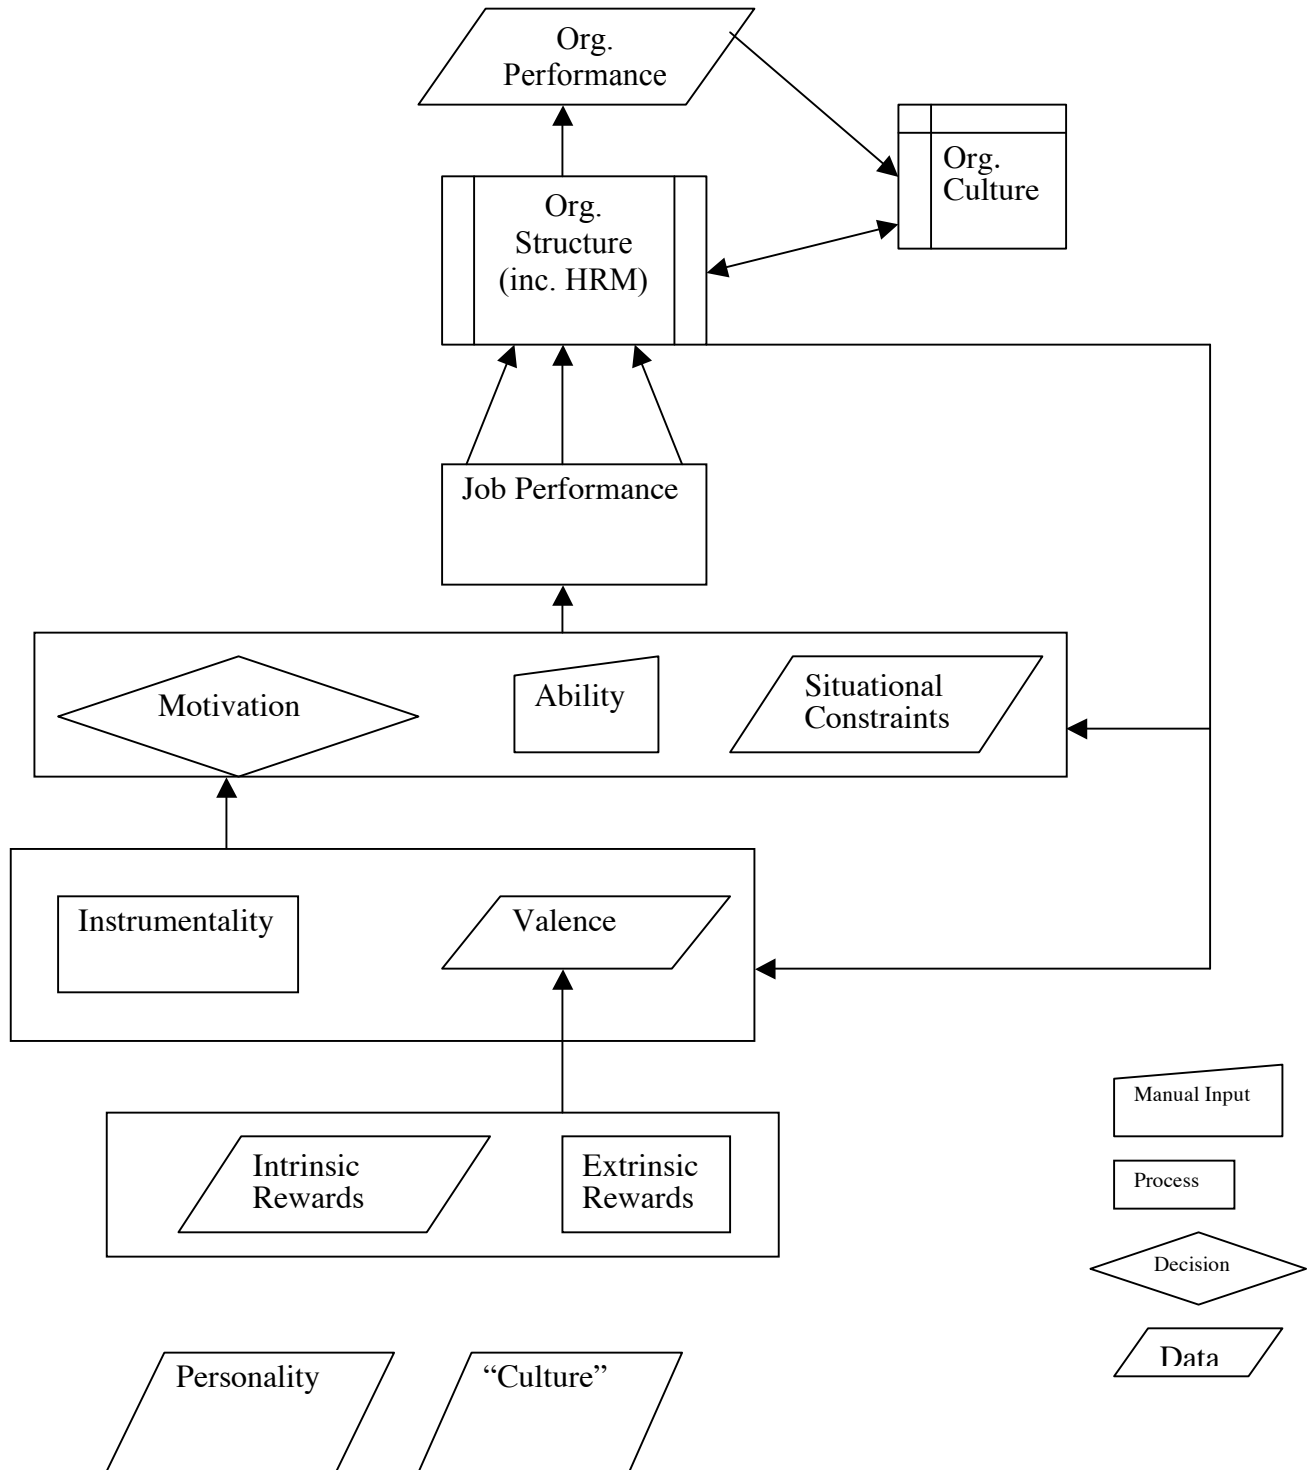 Org.
Performance
Org.
Culture
Org.
Structure
(inc. HRM)
Job Performance
Motivation
Ability
Situational
Constraints
Instrumentality
Valence
Intrinsic
Rewards
Extrinsic
Rewards
Personality
“Culture”
Manual Input
Process
Decision
Data